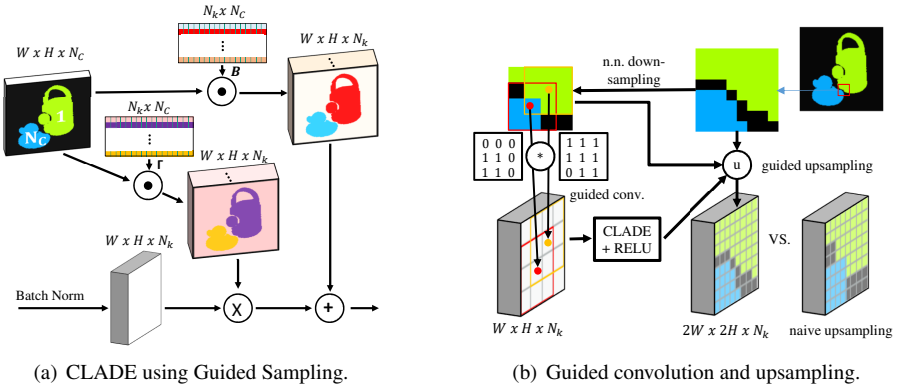 N_k x N_C
W x H x N_C
⋮
B
W x H x N_k
1
N_C
N_k x N_C
⋮
Γ
W x H x N_k
W x H x N_k
Batch Norm
X
+
(a) CLADE using Guided Sampling.
n.n. down-
sampling
0 0 0
1 1 0
1 1 0
*
1 1 1
1 1 1
0 1 1
u
guided upsampling
guided conv.
CLADE
+ RELU
VS.
W x H x N_k
2W x 2H x N_k
naive upsampling
(b) Guided convolution and upsampling.